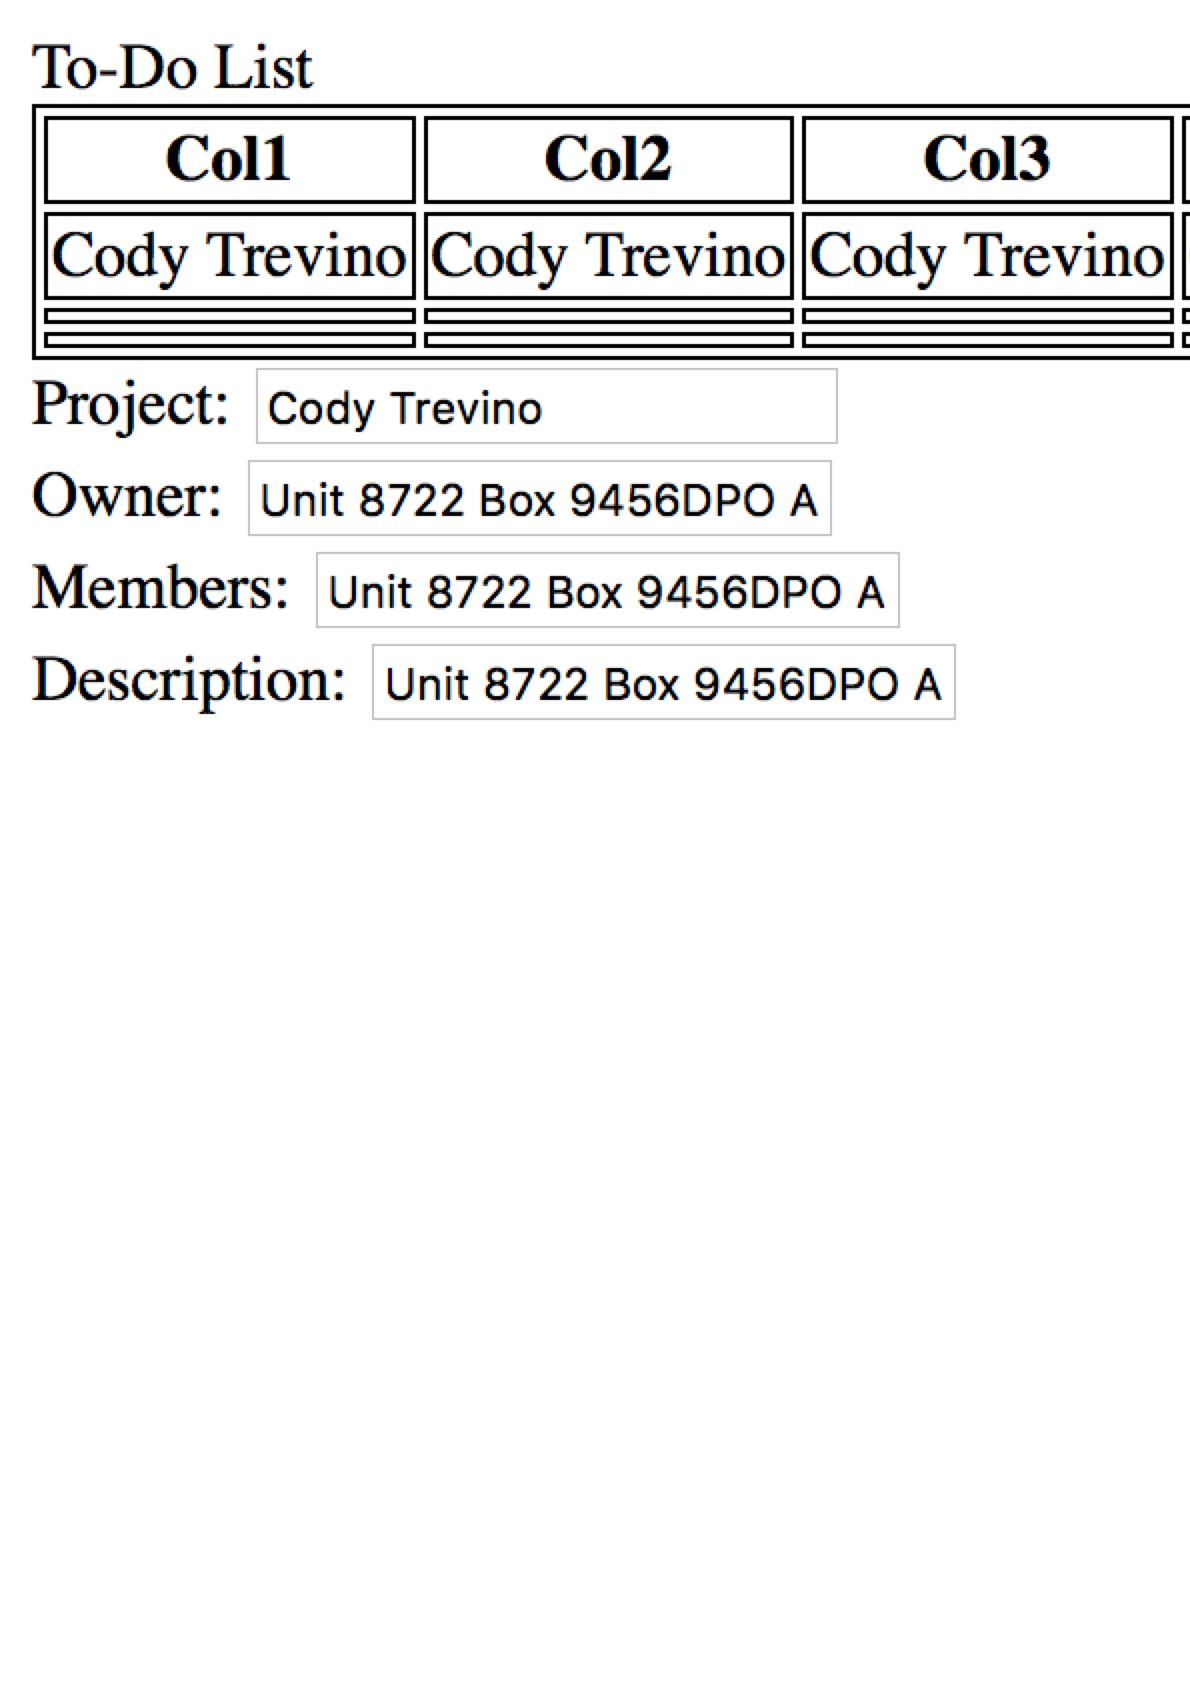 To-Do List
Col1 Col2 Col3
Cody Trevino Cody Trevino Cody Trevino
Project: Cody Trevino
Owner: Unit 8722 Box 9456DPO A
Members: Unit 8722 Box 9456DPO A
Description: Unit 8722 Box 9456DPO A